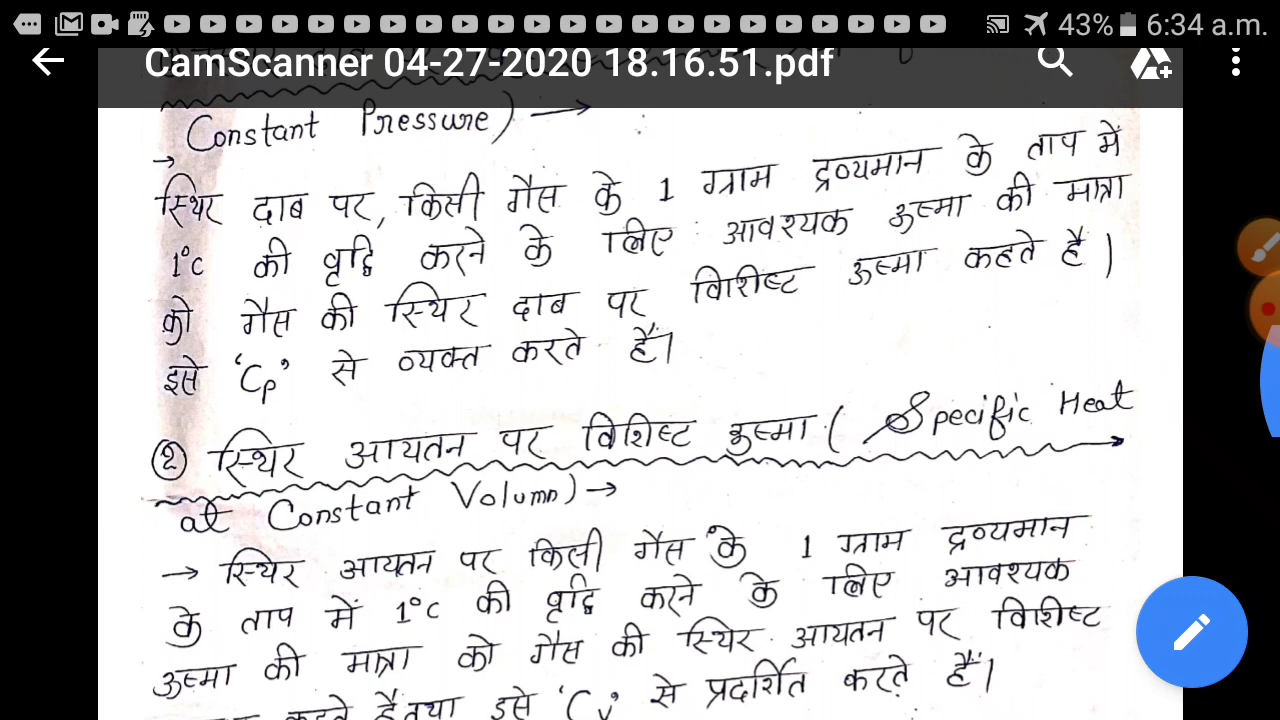 43% 6:34 a.m.
CamScanner 04-27-2020 18.16.51.pdf
Constant Pressure) →
→ स्थिर दाब पर, किसी गैस के 1 ग्राम द्रव्यमान के ताप में
1°c की वृद्धि करने के लिए आवश्यक ऊष्मा की मात्रा
को गैस की स्थिर दाब पर विशिष्ट ऊष्मा कहते है |
इसे 'Cp' से व्यक्त करते हैं।
② स्थिर आयतन पर विशिष्ट ऊष्मा ( Specific Heat
at Constant Volumn) →
→ स्थिर आयतन पर किसी गैस के 1 ग्राम द्रव्यमान
के ताप में 1°c की वृद्धि करने के लिए आवश्यक
ऊष्मा की मात्रा को गैस की स्थिर आयतन पर विशिष्ट
कहते हैं तथा इसे 'Cv' से प्रदर्शित करते हैं।